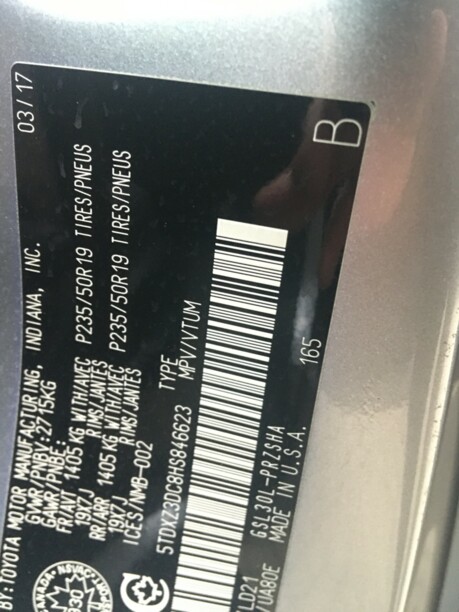 BY:TOYOTA MOTOR MANUFACTURING, INDIANA, INC. 03/17
GVWR/PNBV:2715KG
GAWR/PNBE:
FR/AVT 1405 KG WITH/AVEC P235/50R19 TIRES/PNEUS
19X7J RIMS/JANTES
RR/ARR 1405 KG WITH/AVEC P235/50R19 TIRES/PNEUS
19X7J RIMS/JANTES
ICES/NMB-002
5TDXZ3DC8HS846623 TYPE MPV/VTUM
LD21 GSL30L-PRZSHA 165
UA80E MADE IN U.S.A.
B